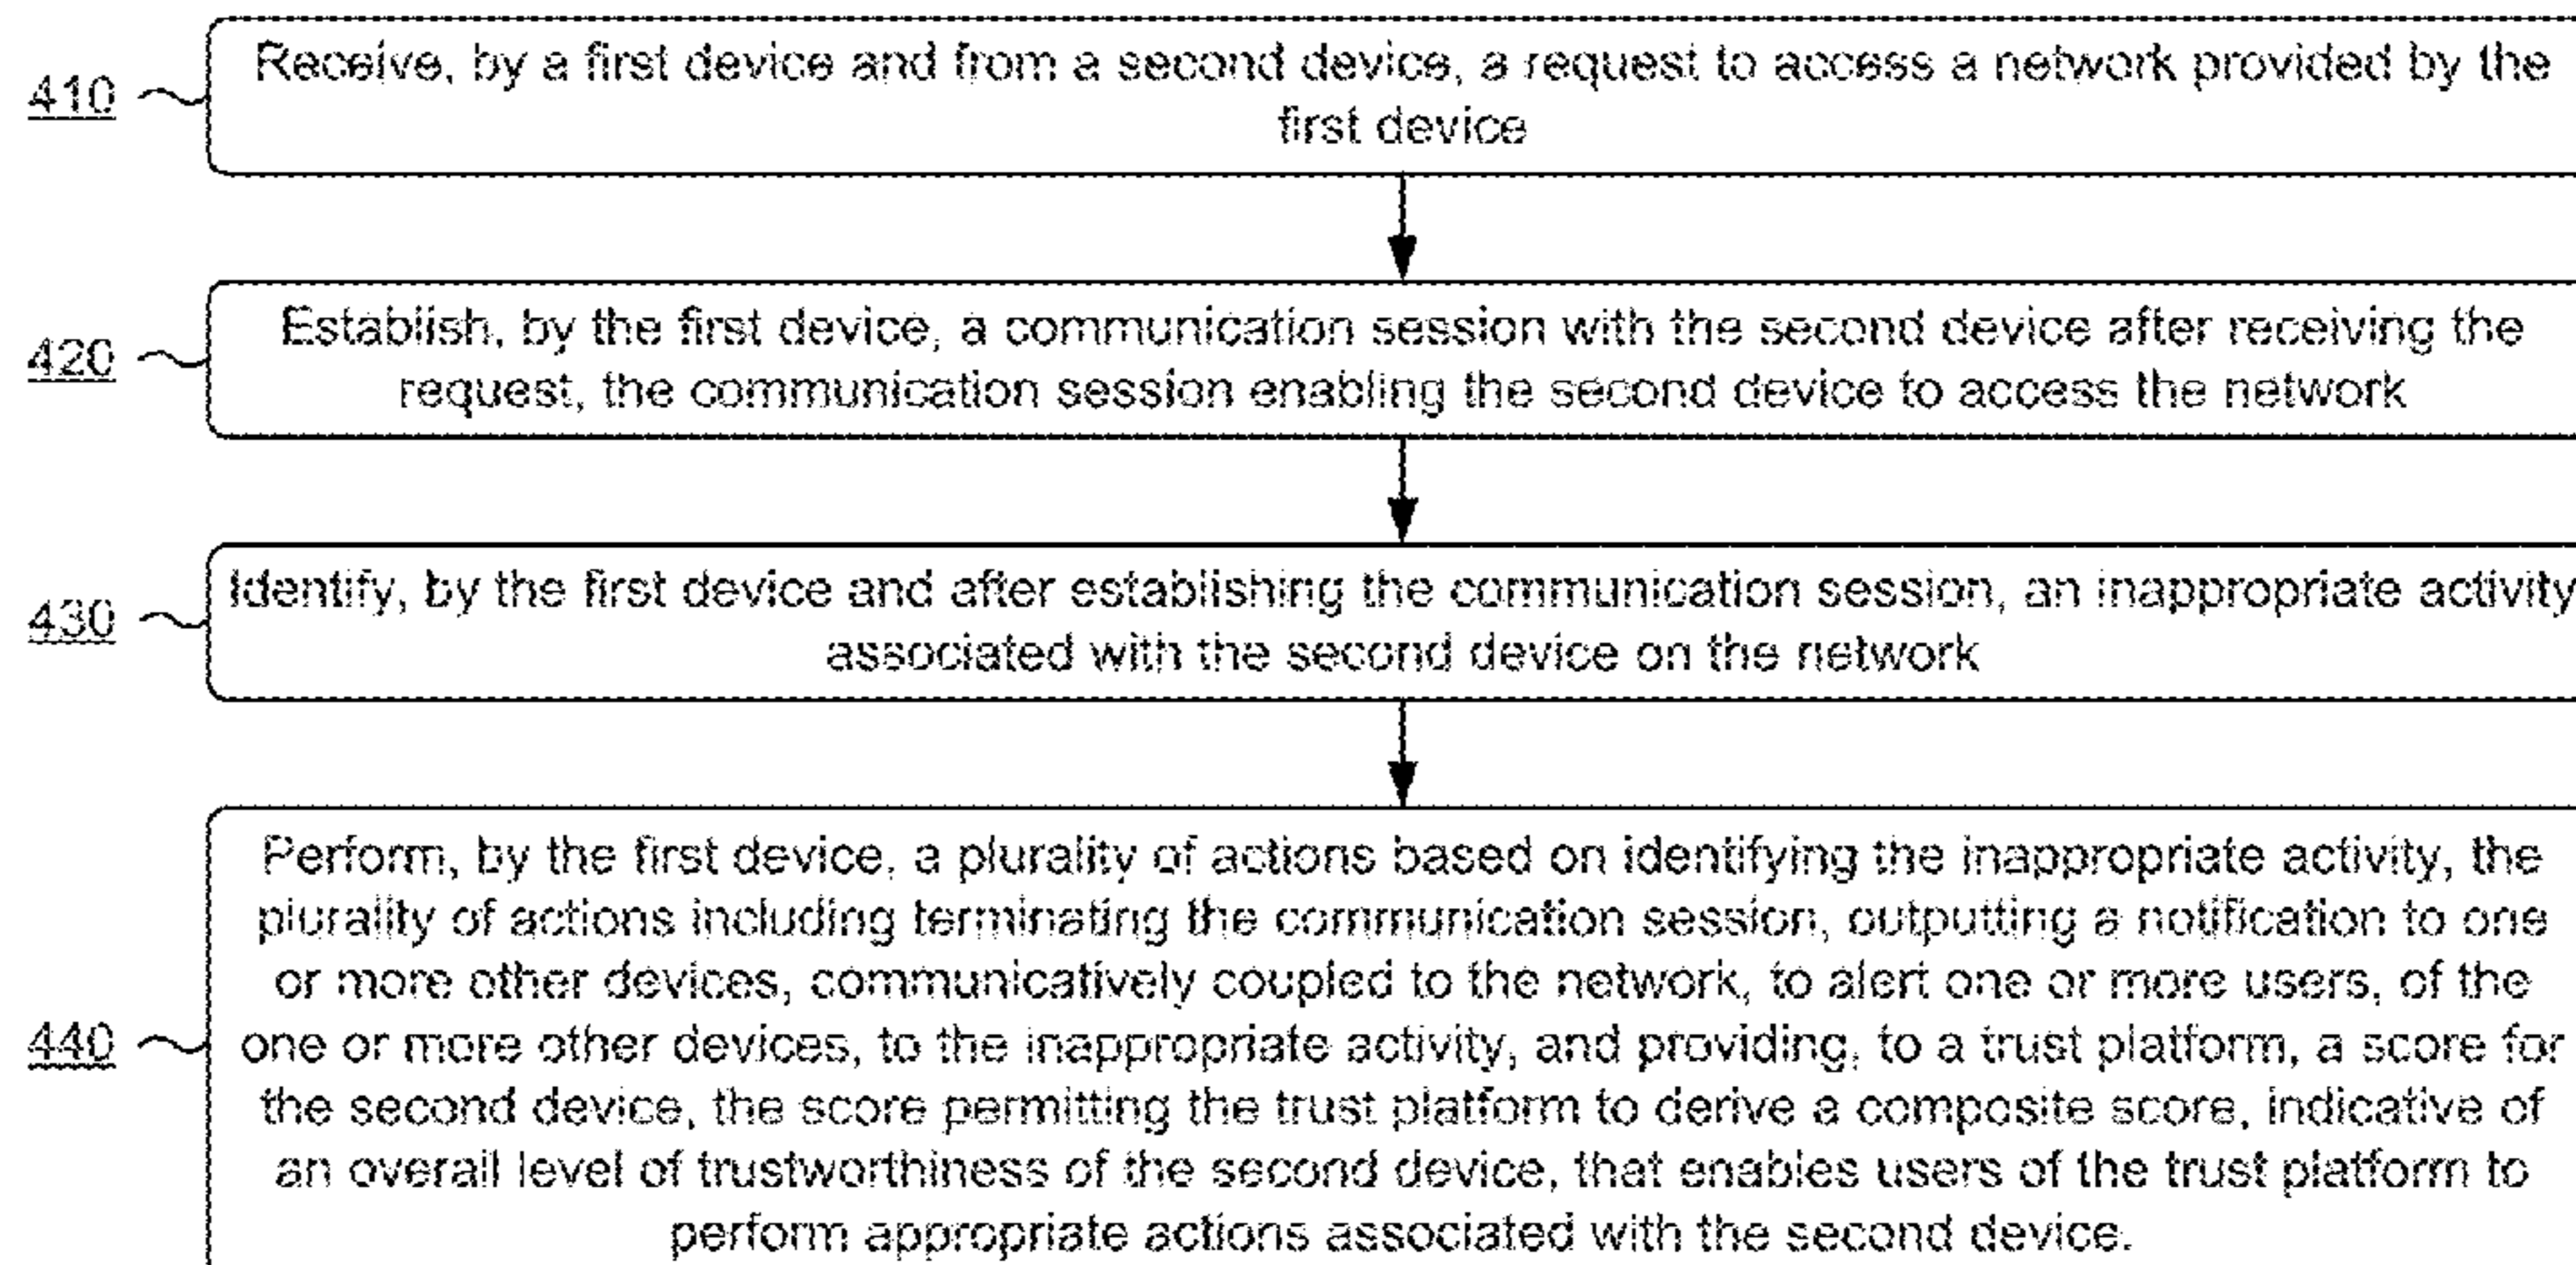 410
Receive, by a first device and from a second device, a request to access a network provided by the
first device
420
Establish, by the first device, a communication session with the second device after receiving the
request, the communication session enabling the second device to access the network
430
Identify, by the first device and after establishing the communication session, an inappropriate activity
associated with the second device on the network
440
Perform, by the first device, a plurality of actions based on identifying the inappropriate activity, the
plurality of actions including terminating the communication session, outputting a notification to one
or more other devices, communicatively coupled to the network, to alert one or more users, of the
one or more other devices, to the inappropriate activity, and providing, to a trust platform, a score for
the second device, the score permitting the trust platform to derive a composite score, indicative of
an overall level of trustworthiness of the second device, that enables users of the trust platform to
perform appropriate actions associated with the second device.